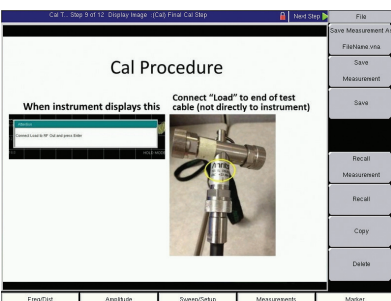 Cal T... Step 9 of 12 Display Image :(Cal) Final Cal Step
Next Step
File
Save Measurement As
FileName.vna
Save
Measurement
Save
Recall
Measurement
Recall
Copy
Delete
Cal Procedure
When instrument displays this
Connect Load to RF Out and press Enter
Connect “Load” to end of test
cable (not directly to instrument)
Freq/Dist
Amplitude
Sweep/Setup
Measurements
Marker